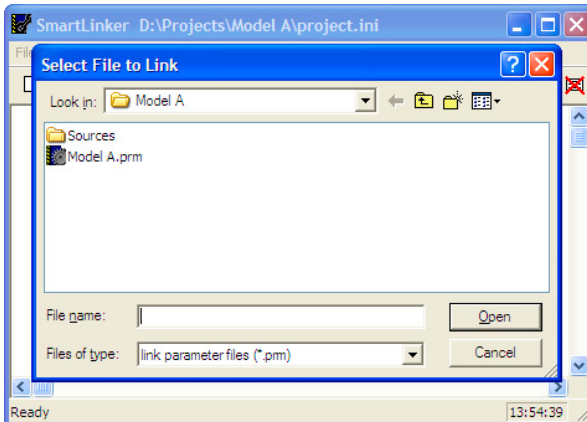 SmartLinker D:\Projects\Model A\project.ini
File
Select File to Link
Look in: Model A
Sources
Model A.prm
File name:
Open
Files of type: link parameter files (*.prm)
Cancel
Ready 13:54:39